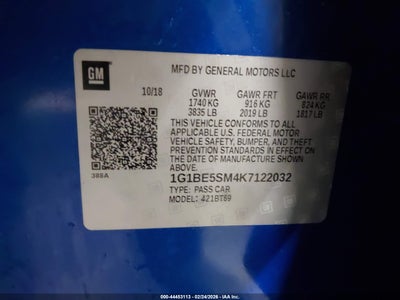 GM
MFD BY GENERAL MOTORS LLC
10/18 GVWR GAWR FRT GAWR RR
1740 KG 916 KG 824 KG
3835 LB 2019 LB 1817 LB
THIS VEHICLE CONFORMS TO ALL
APPLICABLE U.S. FEDERAL MOTOR
VEHICLE SAFETY, BUMPER, AND THEFT
PREVENTION STANDARDS IN EFFECT ON
THE DATE OF MANUFACTURE SHOWN
ABOVE.
1G1BE5SM4K7122032
388A
TYPE: PASS CAR
MODEL: 421BT69
000-44453113 - 02/24/2026 - IAA Inc.